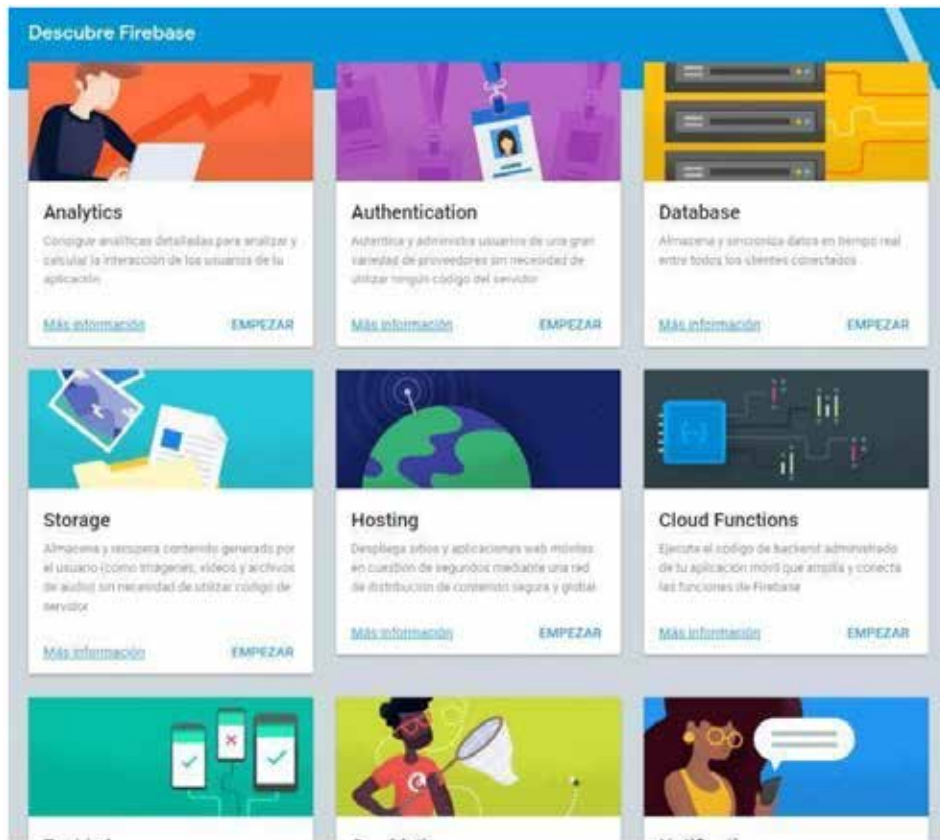 Descubre Firebase
Analytics
Consigue analíticas detalladas para analizar y
calcular la interacción de los usuarios de tu
aplicación
Más información
EMPEZAR
Authentication
Autentica y administra usuarios de una gran
variedad de proveedores sin necesidad de
utilizar ningún código del servidor
Más información
EMPEZAR
Database
Almacena y sincroniza datos en tiempo real
entre todos los clientes conectados
Más información
EMPEZAR
Storage
Almacena y recupera contenido generado por
el usuario (como imágenes, vídeos y archivos
de audio) sin necesidad de utilizar código de
servidor
Más información
EMPEZAR
Hosting
Despliega sitios y aplicaciones web móviles
en cuestión de segundos mediante una red
de distribución de contenido segura y global
Más información
EMPEZAR
Cloud Functions
Ejecuta el código de backend administrado
de tu aplicación móvil que amplía y conecta
las funciones de Firebase
Más información
EMPEZAR